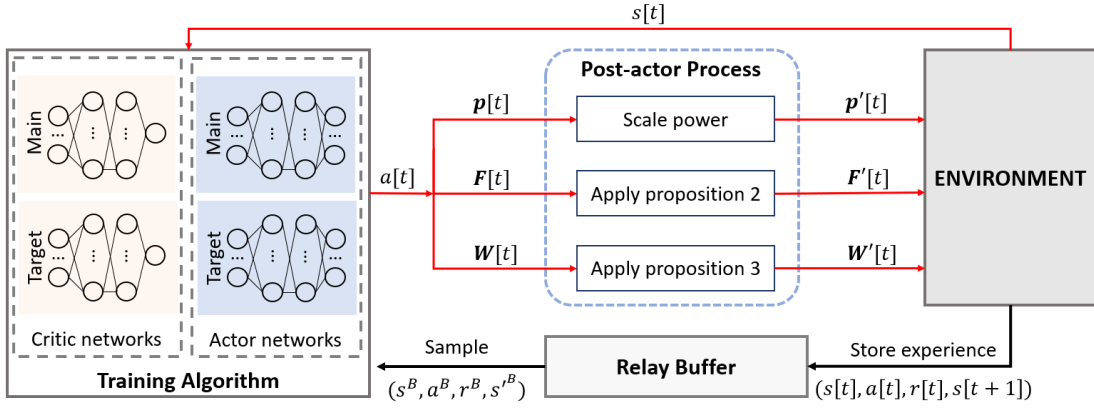 s[t]
Post-actor Process
Main
Main
p[t]
Scale power
p′[t]
a[t]
F[t]
Apply proposition 2
F′[t]
ENVIRONMENT
Target
Target
W[t]
Apply proposition 3
W′[t]
Critic networks
Actor networks
Training Algorithm
Sample
(s^B, a^B, r^B, s′^B)
Relay Buffer
Store experience
(s[t], a[t], r[t], s[t + 1])